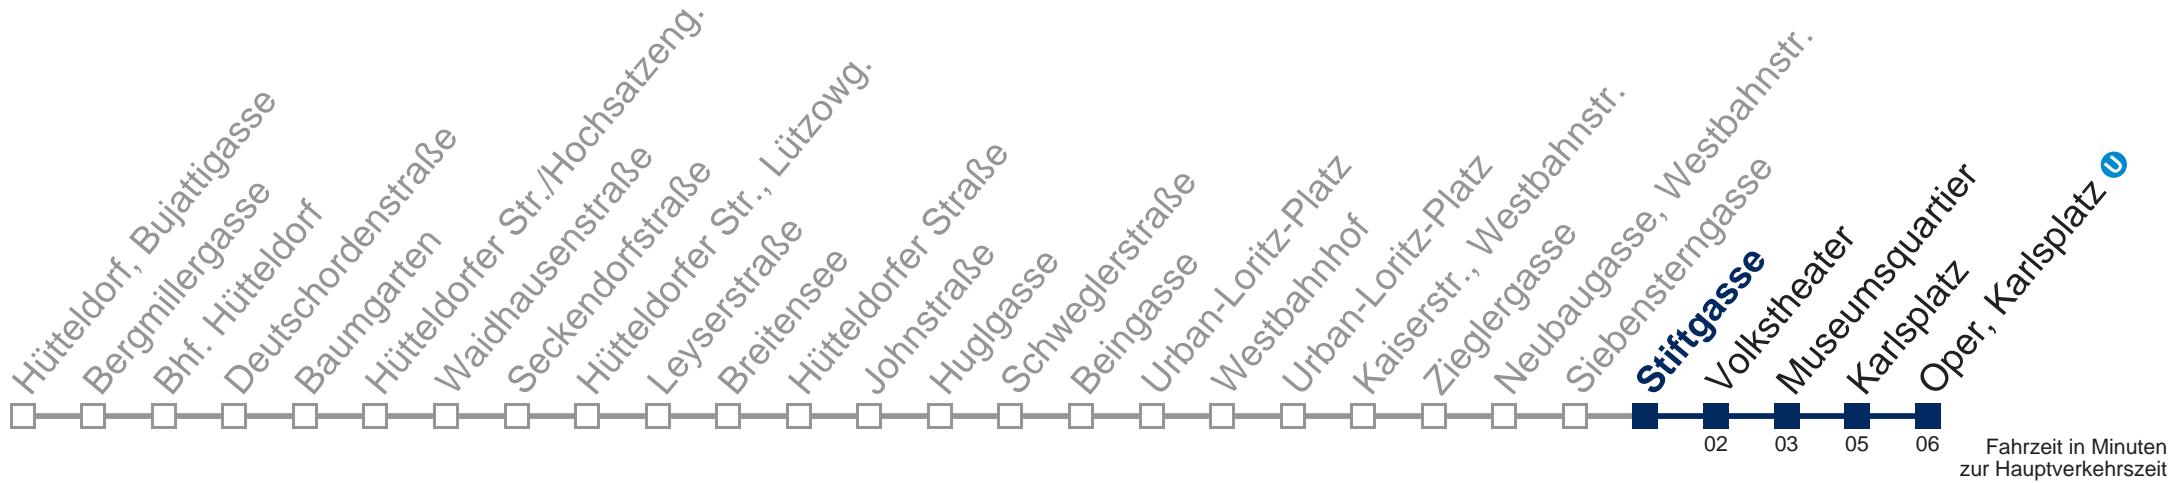 Hütteldorf, Bujattigasse
Bergmillergasse
Bhf. Hütteldorf
Deutschordenstraße
Baumgarten
Hütteldorfer Str./Hochsatzeng.
Waidhausenstraße
Seckendorfstraße
Hütteldorfer Str., Lützowg.
Leyserstraße
Breitensee
Hütteldorfer Straße
Johnstraße
Huglgasse
Schweglerstraße
Beingasse
Urban-Loritz-Platz
Westbahnhof
Urban-Loritz-Platz
Kaiserstr., Westbahnstr.
Zieglergasse
Neubaugasse, Westbahnstr.
Siebensterngasse
Stiftgasse
Volkstheater
Museumsquartier
Karlsplatz
Oper, Karlsplatz U
02 03 05 06
Fahrzeit in Minuten
zur Hauptverkehrszeit